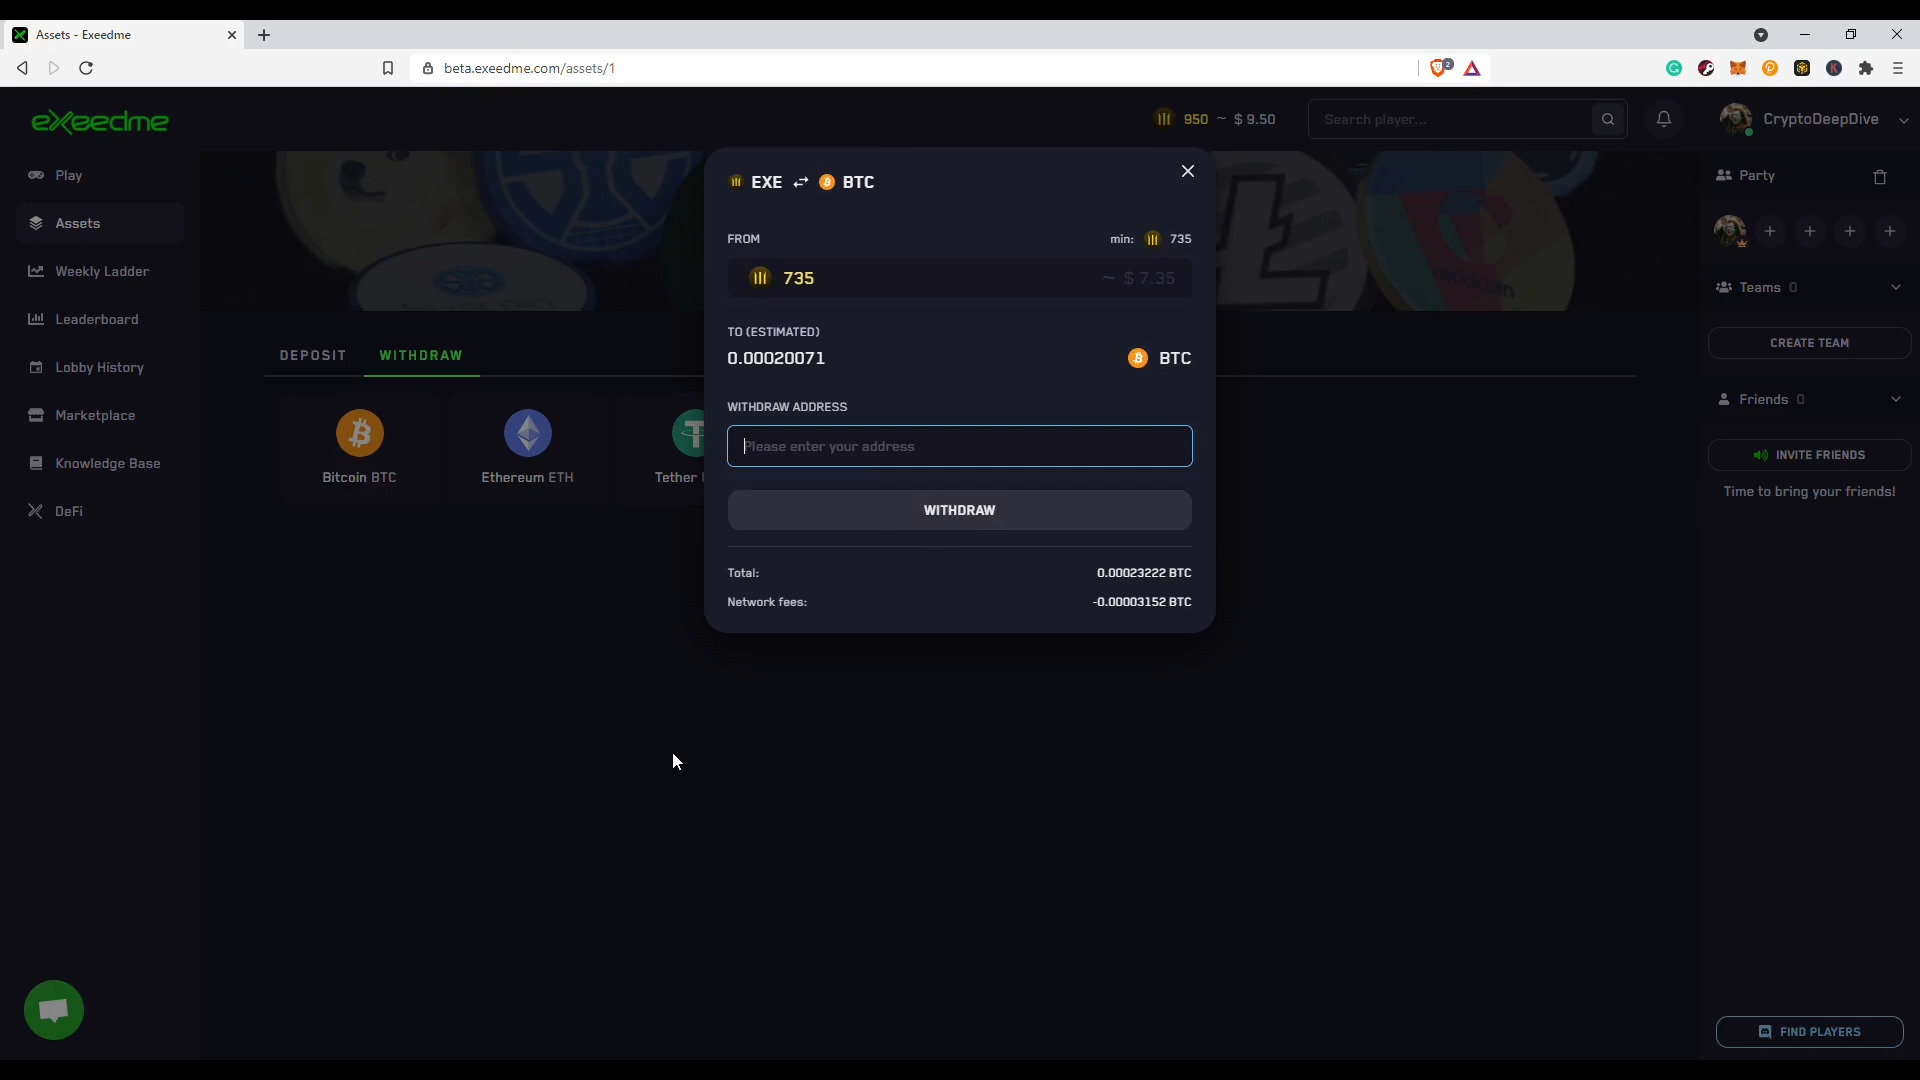 Assets - Exeedme
beta.exeedme.com/assets/1
2
exeedme
950 ~ $ 9.50
Search player...
CryptoDeepDive
Play
Assets
Weekly Ladder
Leaderboard
Lobby History
Marketplace
Knowledge Base
DeFi
DEPOSIT
WITHDRAW
Bitcoin BTC
Ethereum ETH
Tether
EXE
BTC
FROM
min: 735
735
~ $ 7.35
TO (ESTIMATED)
0.00020071
BTC
WITHDRAW ADDRESS
Please enter your address
WITHDRAW
Total:
0.00023222 BTC
Network fees:
-0.00003152 BTC
Party
Teams 0
CREATE TEAM
Friends 0
INVITE FRIENDS
Time to bring your friends!
FIND PLAYERS